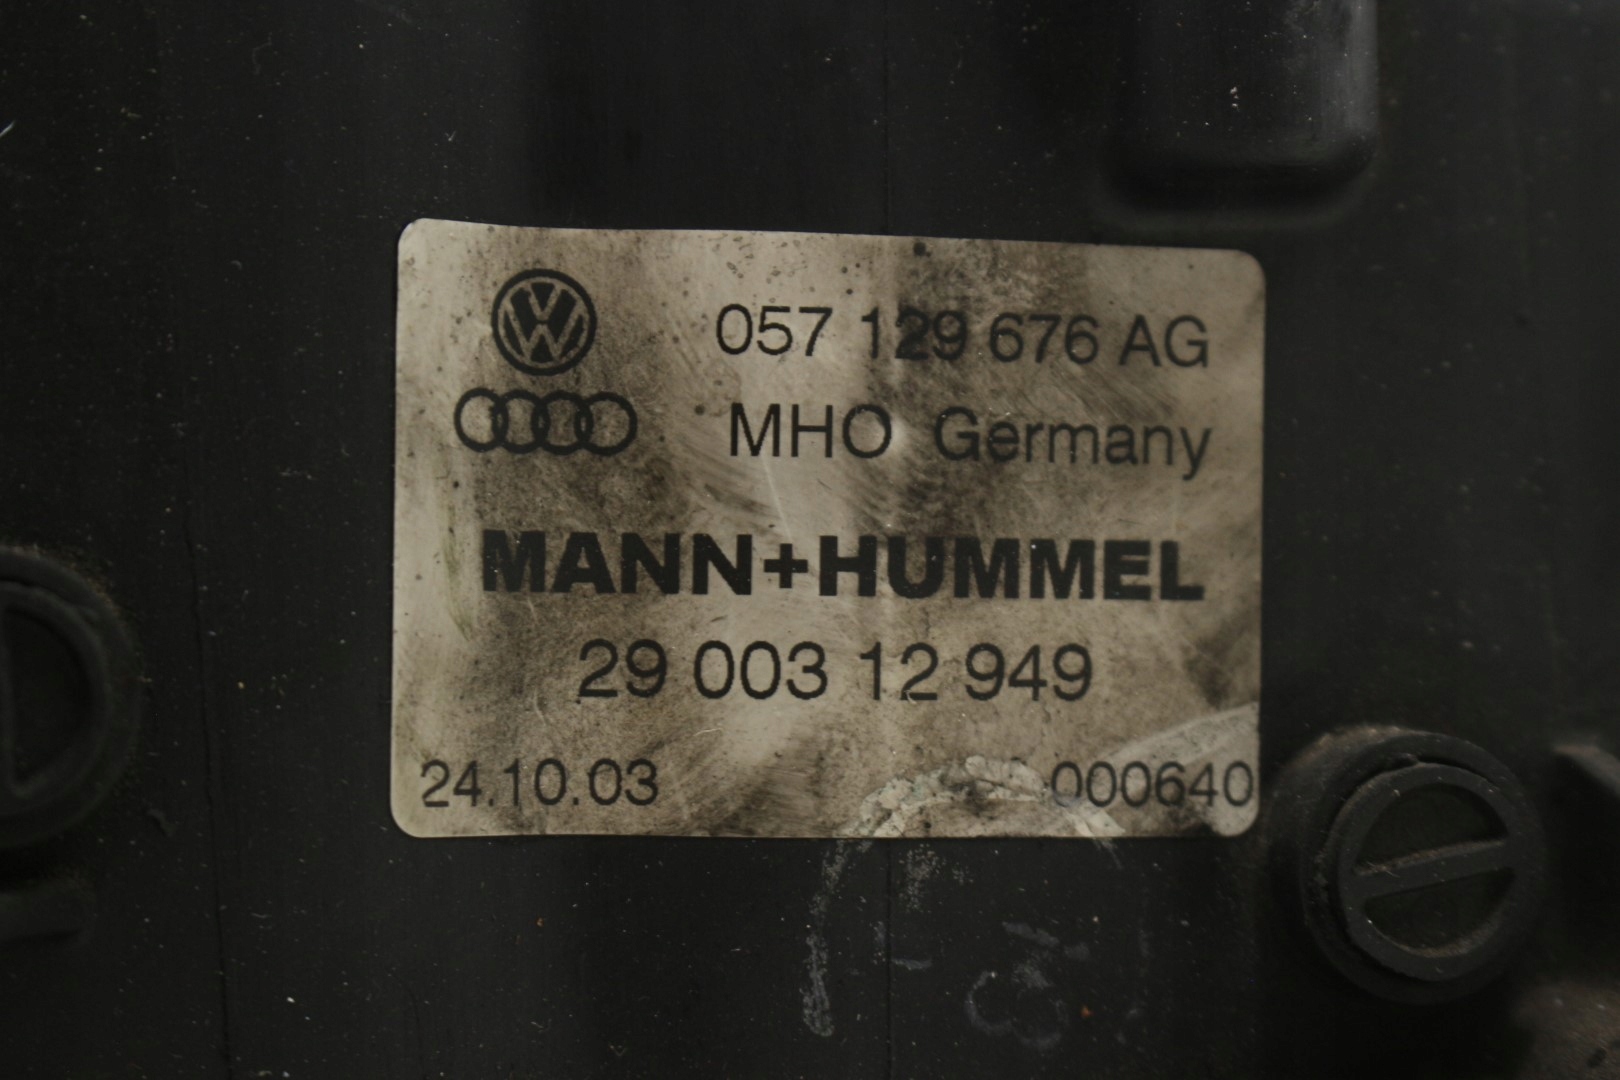 057 129 676 AG
MHO Germany
MANN+HUMMEL
29 003 12 949
24.10.03 000640